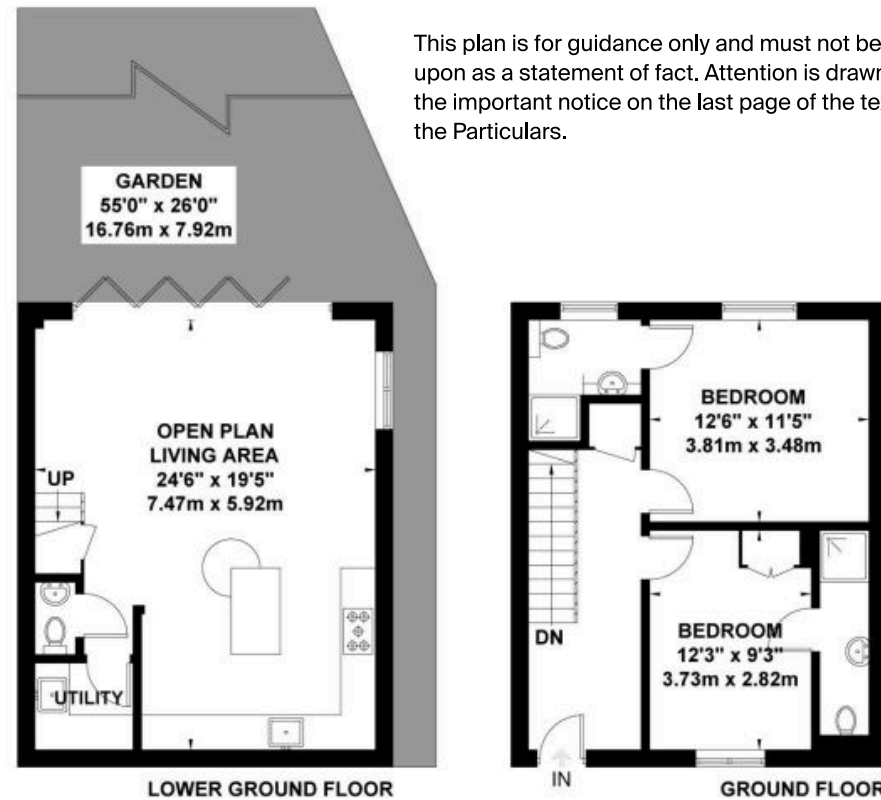 This plan is for guidance only and must not be
upon as a statement of fact. Attention is drawn
the important notice on the last page of the te
the Particulars.
GARDEN
55'0" x 26'0"
16.76m x 7.92m
OPEN PLAN
LIVING AREA
24'6" x 19'5"
7.47m x 5.92m
UP
UTILITY
LOWER GROUND FLOOR
BEDROOM
12'6" x 11'5"
3.81m x 3.48m
DN
BEDROOM
12'3" x 9'3"
3.73m x 2.82m
IN
GROUND FLOOR